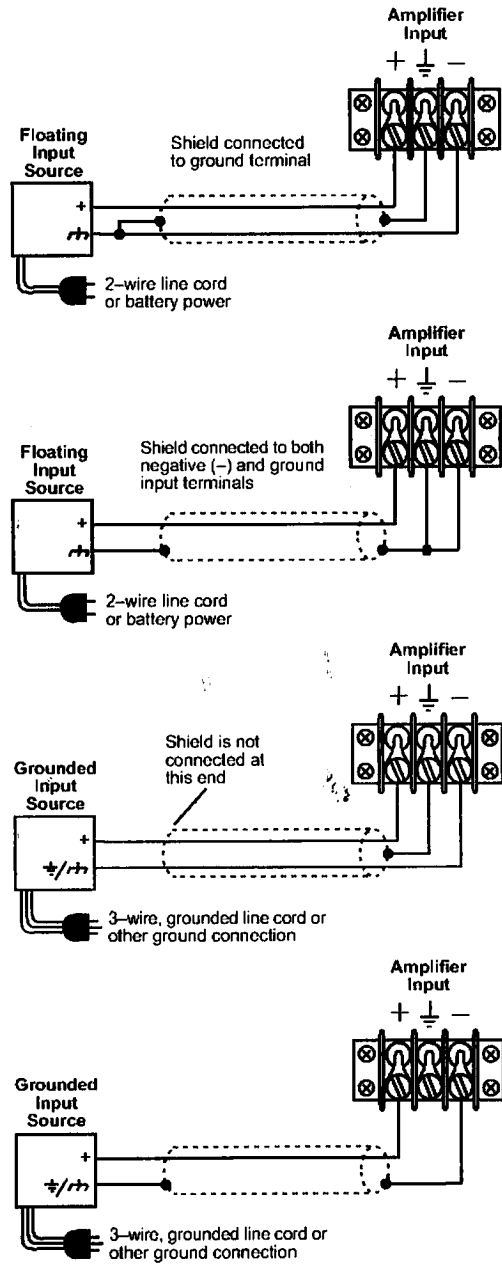 Amplifier
Input
+ ⏚ −
Floating
Input
Source
Shield connected
to ground terminal
+
2–wire line cord
or battery power
Amplifier
Input
+ ⏚ −
Floating
Input
Source
Shield connected to both
negative (–) and ground
input terminals
+
2–wire line cord
or battery power
Amplifier
Input
+ ⏚ −
Shield is not
connected at
this end
Grounded
Input
Source
+
3–wire, grounded line cord or
other ground connection
Amplifier
Input
+ ⏚ −
Grounded
Input
Source
+
3–wire, grounded line cord or
other ground connection